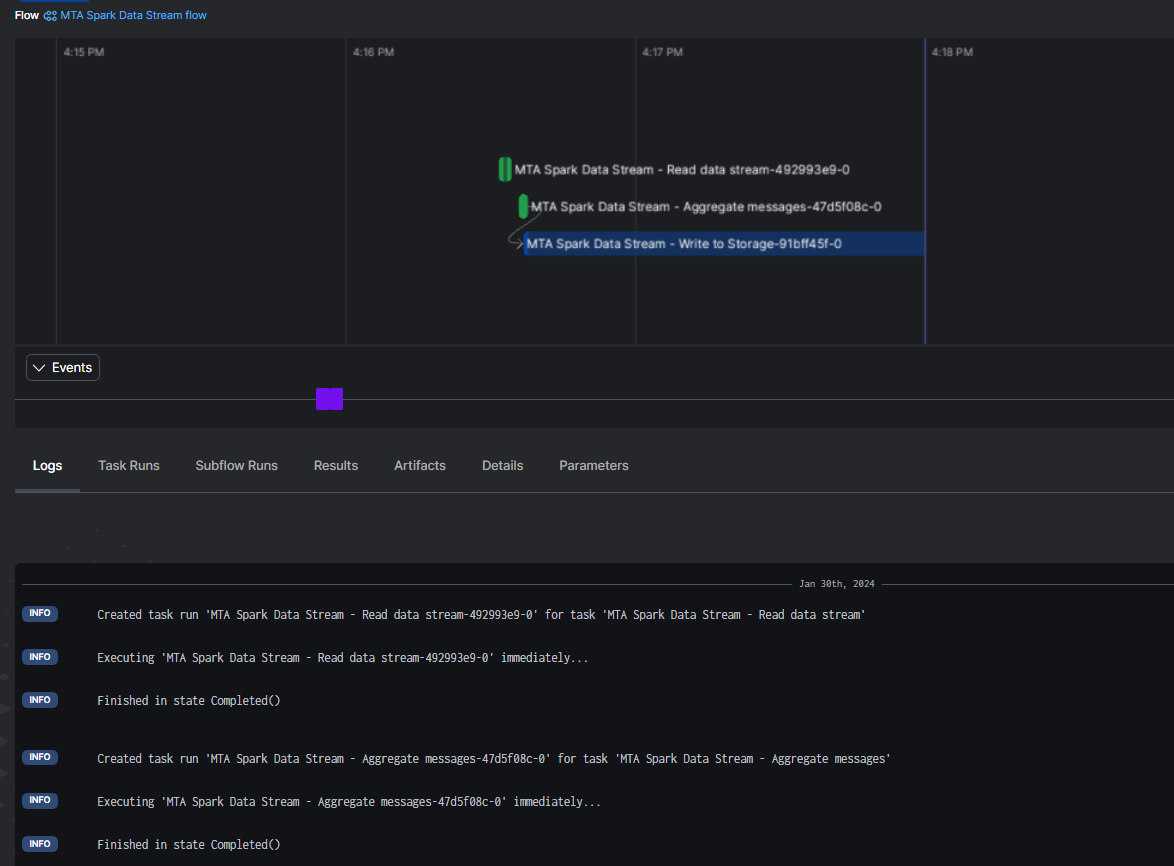 Flow MTA Spark Data Stream flow
4:15 PM 4:16 PM 4:17 PM 4:18 PM
MTA Spark Data Stream - Read data stream-492993e9-0
MTA Spark Data Stream - Aggregate messages-47d5f08c-0
MTA Spark Data Stream - Write to Storage-91bff45f-0
Events
Logs Task Runs Subflow Runs Results Artifacts Details Parameters
Jan 30th, 2024
INFO Created task run 'MTA Spark Data Stream - Read data stream-492993e9-0' for task 'MTA Spark Data Stream - Read data stream'
INFO Executing 'MTA Spark Data Stream - Read data stream-492993e9-0' immediately...
INFO Finished in state Completed()
INFO Created task run 'MTA Spark Data Stream - Aggregate messages-47d5f08c-0' for task 'MTA Spark Data Stream - Aggregate messages'
INFO Executing 'MTA Spark Data Stream - Aggregate messages-47d5f08c-0' immediately...
INFO Finished in state Completed()